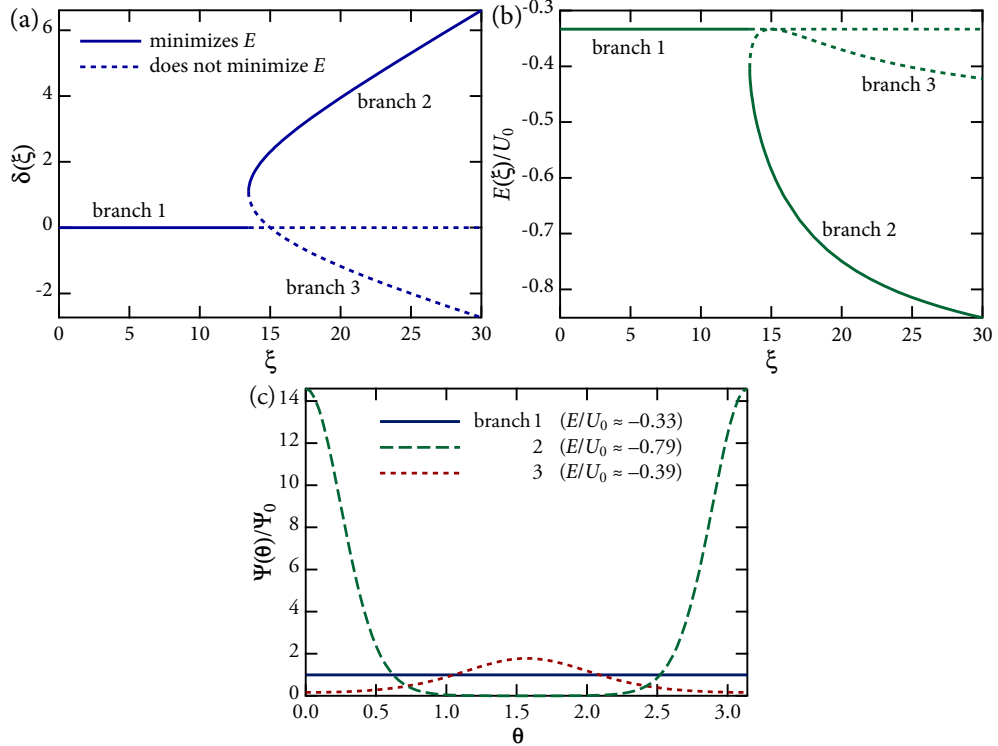 (a)
minimizes E
does not minimize E
branch 2
branch 1
branch 3
δ(ξ)
6
4
2
0
-2
0 5 10 15 20 25 30
ξ
(b)
-0.3
-0.4
-0.5
-0.6
-0.7
-0.8
E(ξ)/U0
branch 1
branch 3
branch 2
0 5 10 15 20 25 30
ξ
(c)
14
12
10
8
6
4
2
0
Ψ(θ)/Ψ0
branch 1 (E/U0 ≈ –0.33)
2 (E/U0 ≈ –0.79)
3 (E/U0 ≈ –0.39)
0.0 0.5 1.0 1.5 2.0 2.5 3.0
θ